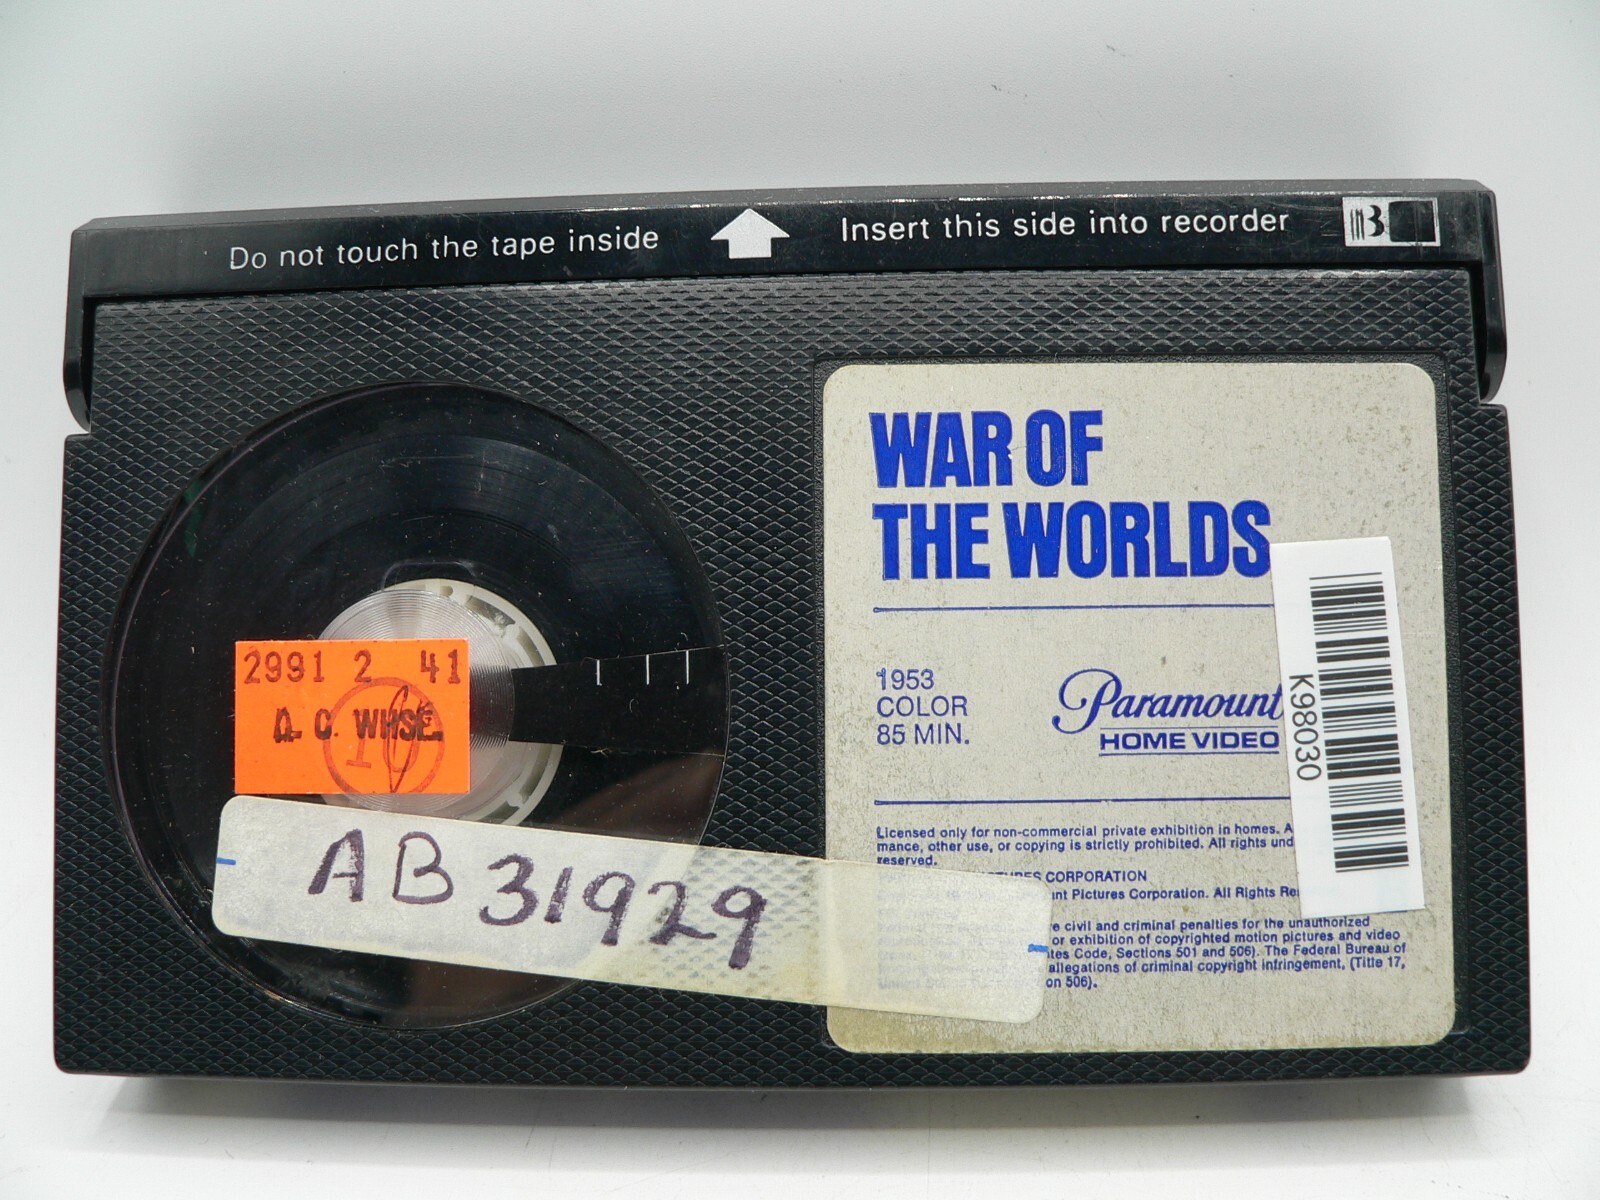 Do not touch the tape inside
Insert this side into recorder
B
WAR OF
THE WORLDS
1953
COLOR
85 MIN.
Paramount
HOME VIDEO
K98030
2991 2 41
D. C. WHSE.
10
AB 31929
Licensed only for non-commercial private exhibition in homes. A
mance, other use, or copying is strictly prohibited. All rights und
reserved.
CORPORATION
Pictures Corporation. All Rights Re
civil and criminal penalties for the unauthorized
or exhibition of copyrighted motion pictures and video
Code, Sections 501 and 506). The Federal Bureau of
allegations of criminal copyright infringement, (Title 17,
506).